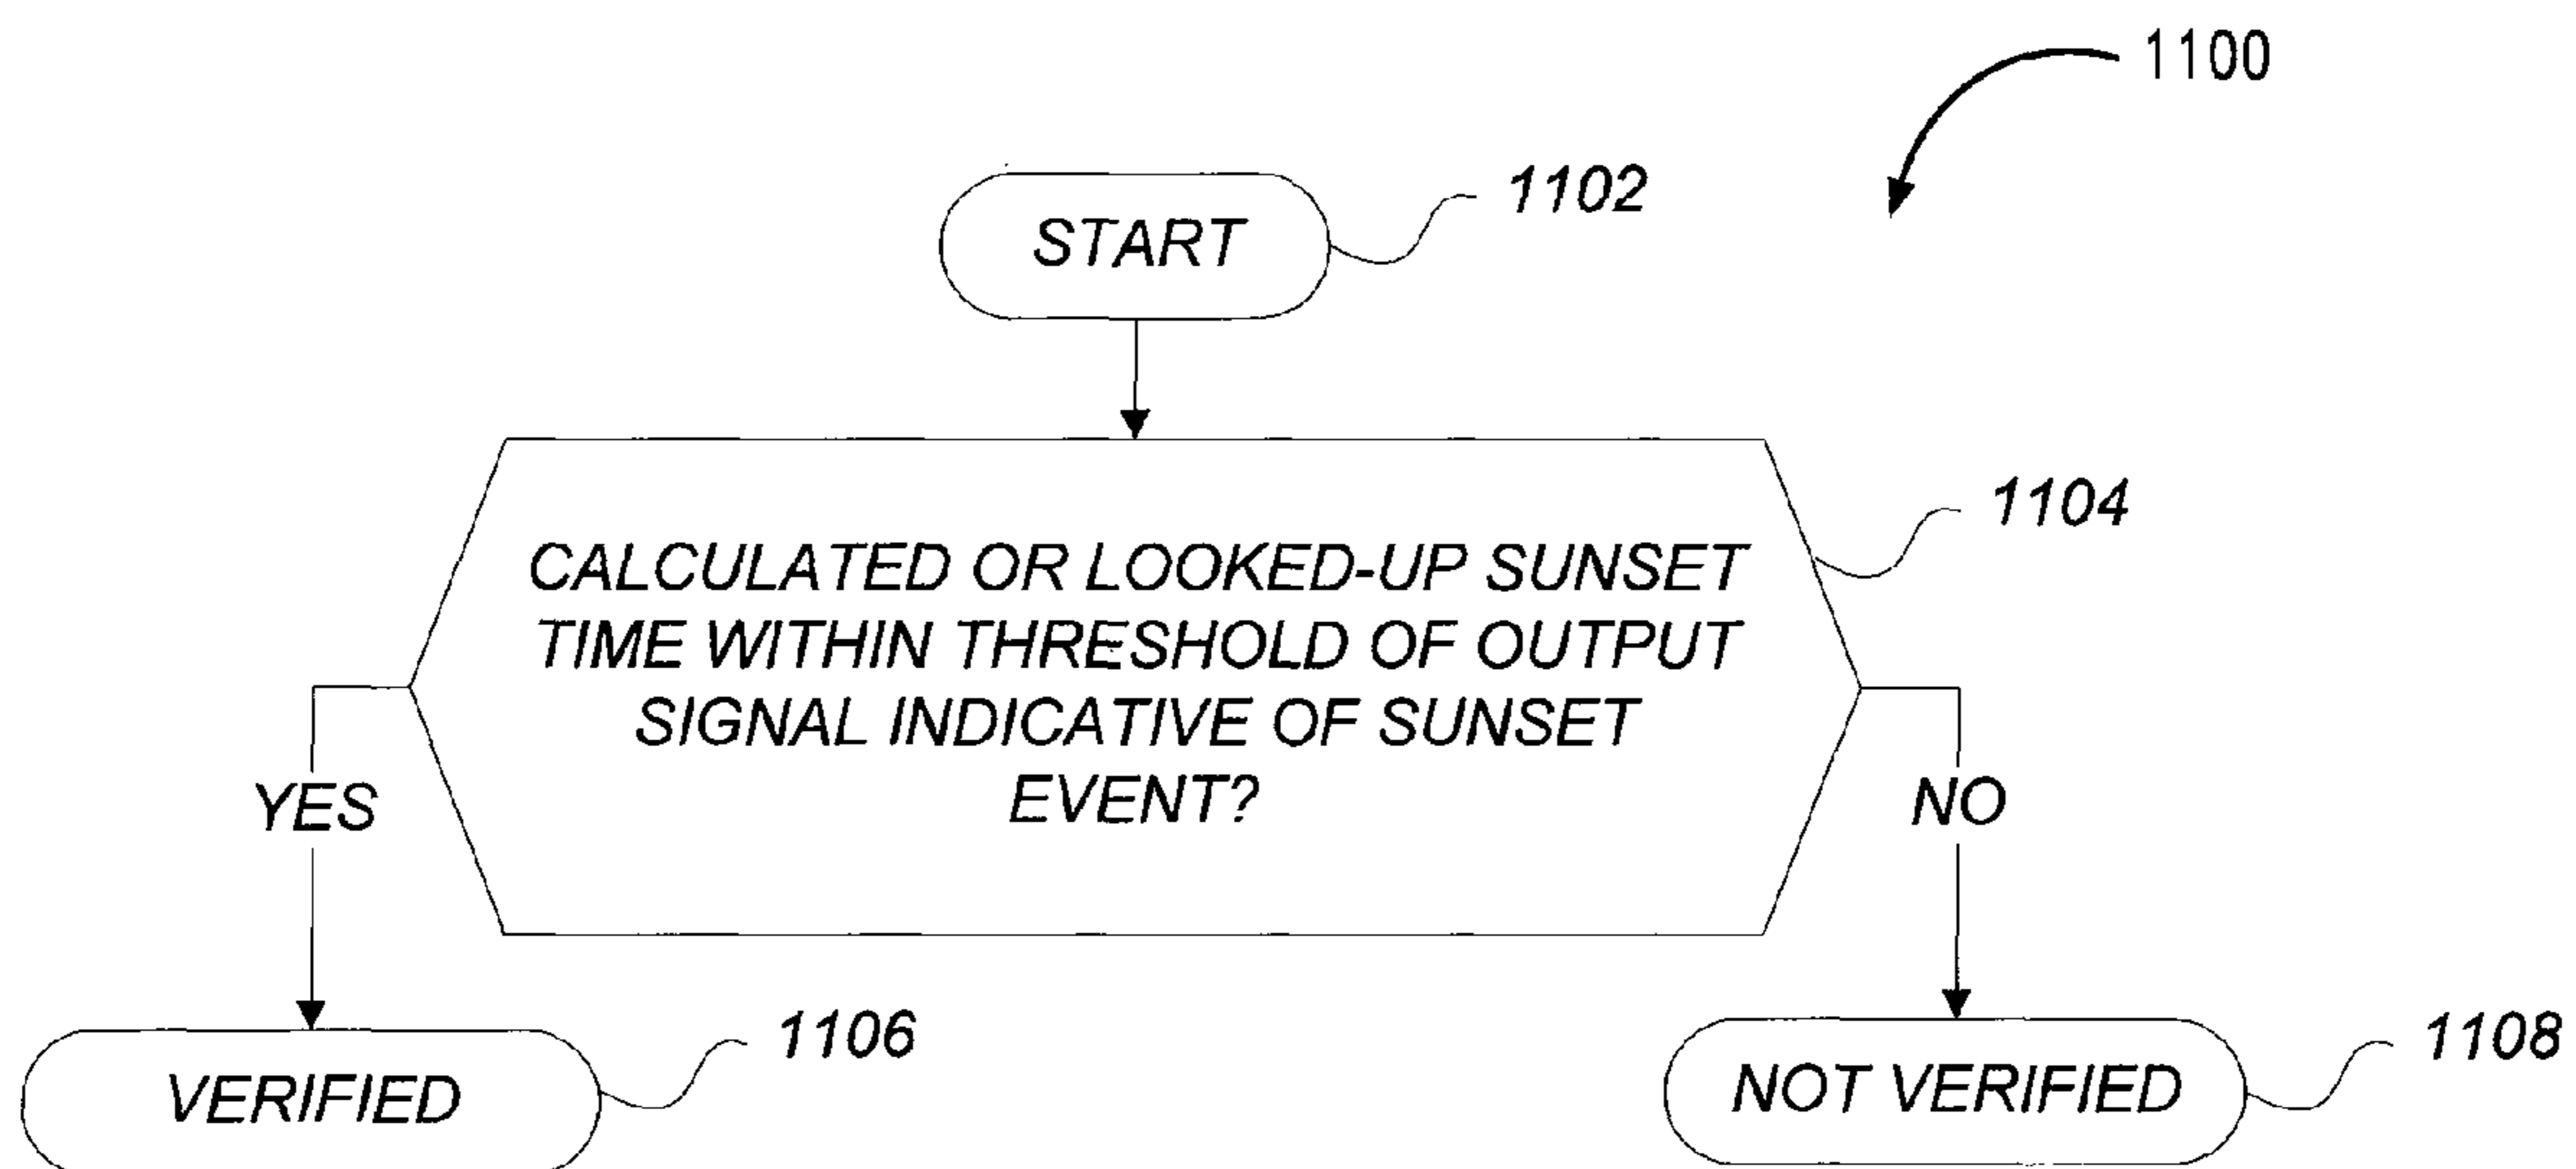 1100
1102
START
1104
CALCULATED OR LOOKED-UP SUNSET
TIME WITHIN THRESHOLD OF OUTPUT
SIGNAL INDICATIVE OF SUNSET
EVENT?
YES
NO
1106
VERIFIED
1108
NOT VERIFIED